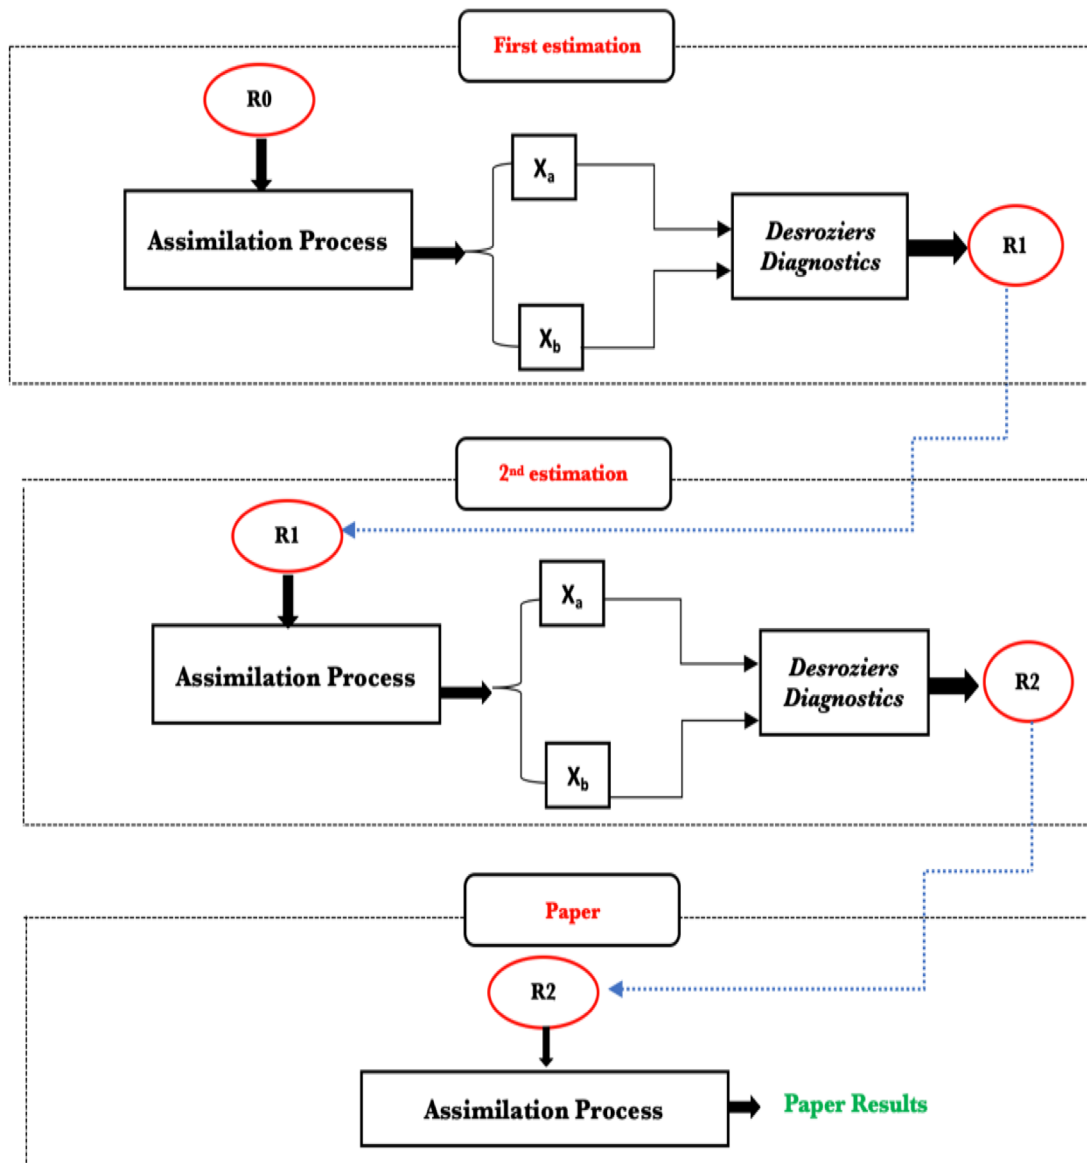 First estimation
R0
Assimilation Process
Xa
Xb
Desroziers
Diagnostics
R1
2nd estimation
R1
Assimilation Process
Xa
Xb
Desroziers
Diagnostics
R2
Paper
R2
Assimilation Process
Paper Results